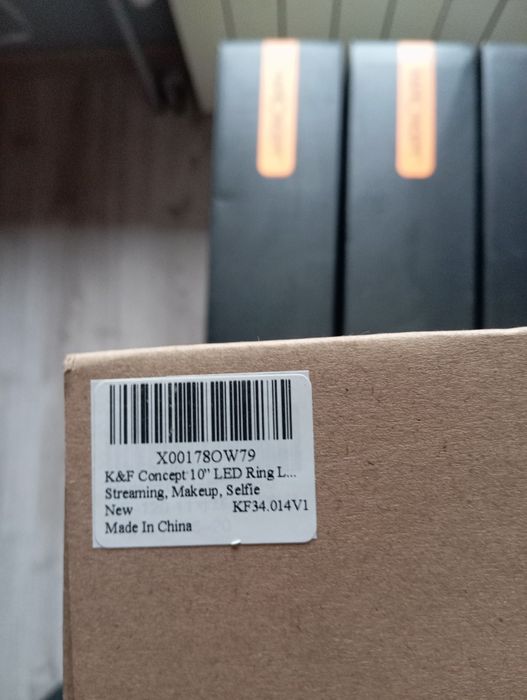 X00178OW79
K&F Concept 10” LED Ring L...
Streaming, Makeup, Selfie
New KF34.014V1
Made In China